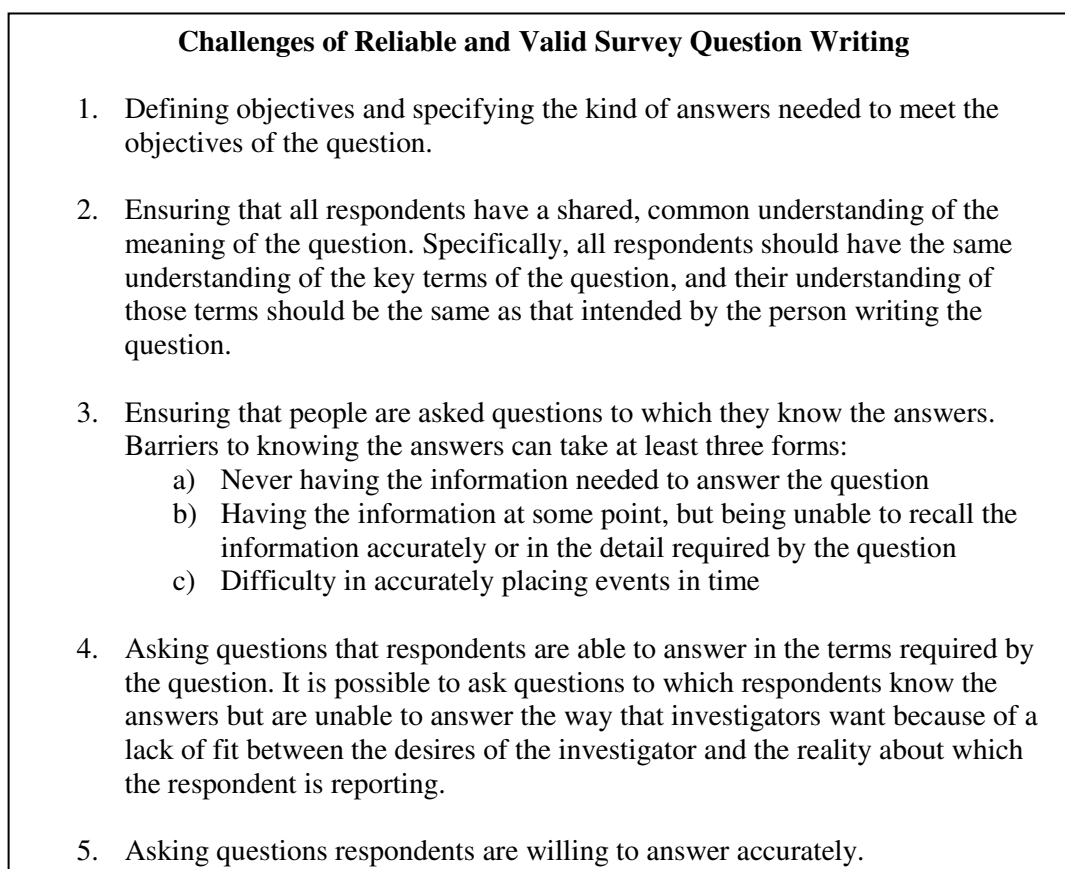 Challenges of Reliable and Valid Survey Question Writing
1. Defining objectives and specifying the kind of answers needed to meet the
objectives of the question.
2. Ensuring that all respondents have a shared, common understanding of the
meaning of the question. Specifically, all respondents should have the same
understanding of the key terms of the question, and their understanding of
those terms should be the same as that intended by the person writing the
question.
3. Ensuring that people are asked questions to which they know the answers.
Barriers to knowing the answers can take at least three forms:
a) Never having the information needed to answer the question
b) Having the information at some point, but being unable to recall the
information accurately or in the detail required by the question
c) Difficulty in accurately placing events in time
4. Asking questions that respondents are able to answer in the terms required by
the question. It is possible to ask questions to which respondents know the
answers but are unable to answer the way that investigators want because of a
lack of fit between the desires of the investigator and the reality about which
the respondent is reporting.
5. Asking questions respondents are willing to answer accurately.